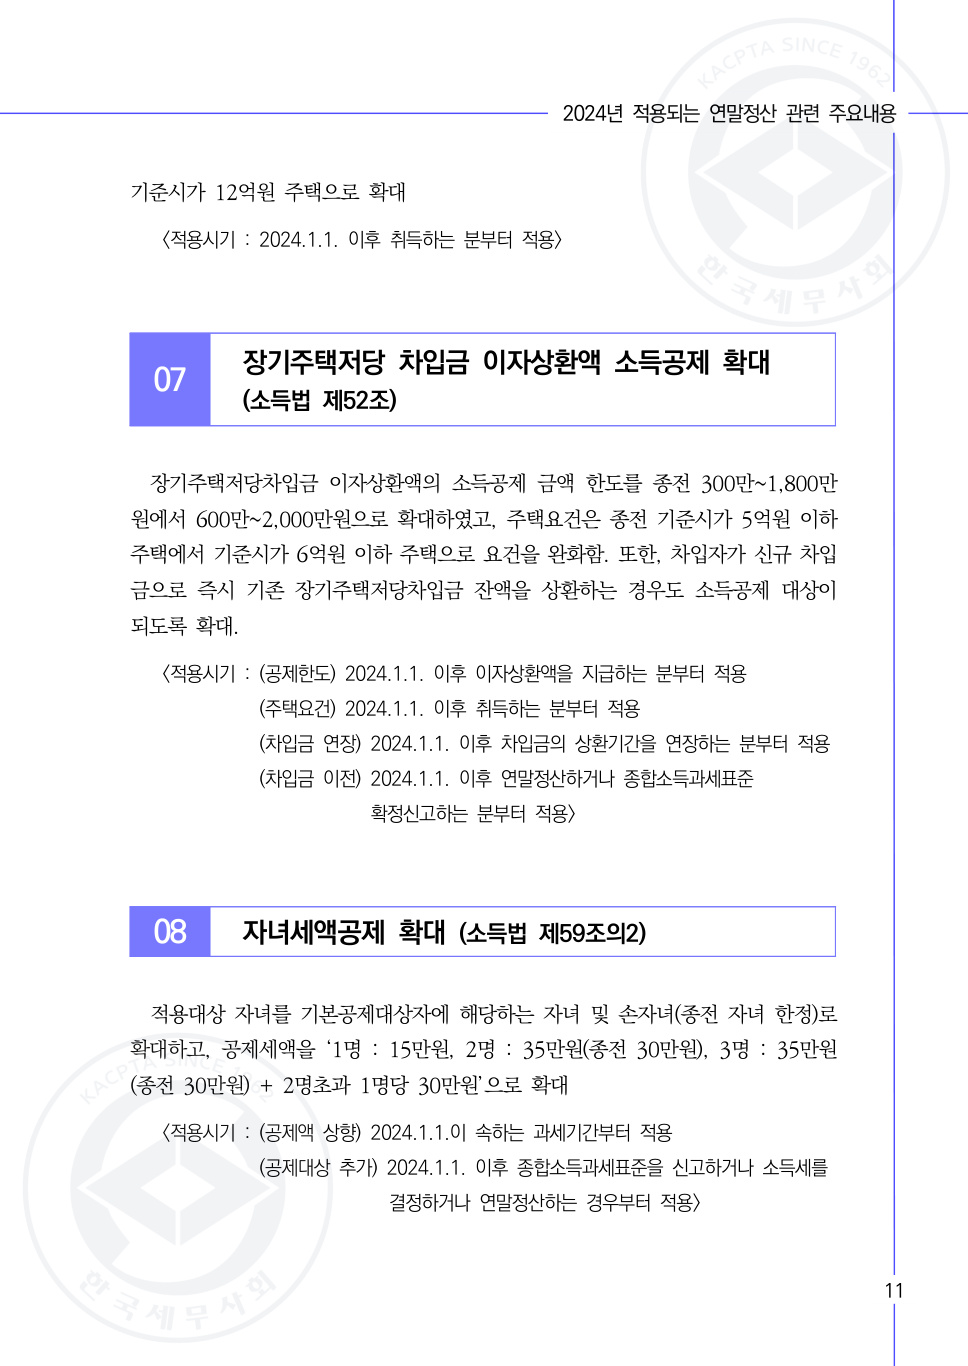 KACPTA SINCE 1962
한국세무사회
2024년 적용되는 연말정산 관련 주요내용
기준시가 12억원 주택으로 확대
〈적용시기 : 2024.1.1. 이후 취득하는 분부터 적용〉
07
장기주택저당 차입금 이자상환액 소득공제 확대
(소득법 제52조)
장기주택저당차입금 이자상환액의 소득공제 금액 한도를 종전 300만~1,800만
원에서 600만~2,000만원으로 확대하였고, 주택요건은 종전 기준시가 5억원 이하
주택에서 기준시가 6억원 이하 주택으로 요건을 완화함. 또한, 차입자가 신규 차입
금으로 즉시 기존 장기주택저당차입금 잔액을 상환하는 경우도 소득공제 대상이
되도록 확대.
〈적용시기 : (공제한도) 2024.1.1. 이후 이자상환액을 지급하는 분부터 적용
(주택요건) 2024.1.1. 이후 취득하는 분부터 적용
(차입금 연장) 2024.1.1. 이후 차입금의 상환기간을 연장하는 분부터 적용
(차입금 이전) 2024.1.1. 이후 연말정산하거나 종합소득과세표준
확정신고하는 분부터 적용〉
08
자녀세액공제 확대 (소득법 제59조의2)
적용대상 자녀를 기본공제대상자에 해당하는 자녀 및 손자녀(종전 자녀 한정)로
확대하고, 공제세액을 ‘1명 : 15만원, 2명 : 35만원(종전 30만원), 3명 : 35만원
(종전 30만원) + 2명초과 1명당 30만원’으로 확대
〈적용시기 : (공제액 상향) 2024.1.1.이 속하는 과세기간부터 적용
(공제대상 추가) 2024.1.1. 이후 종합소득과세표준을 신고하거나 소득세를
결정하거나 연말정산하는 경우부터 적용〉
KACPTA SINCE 1962
한국세무사회
11